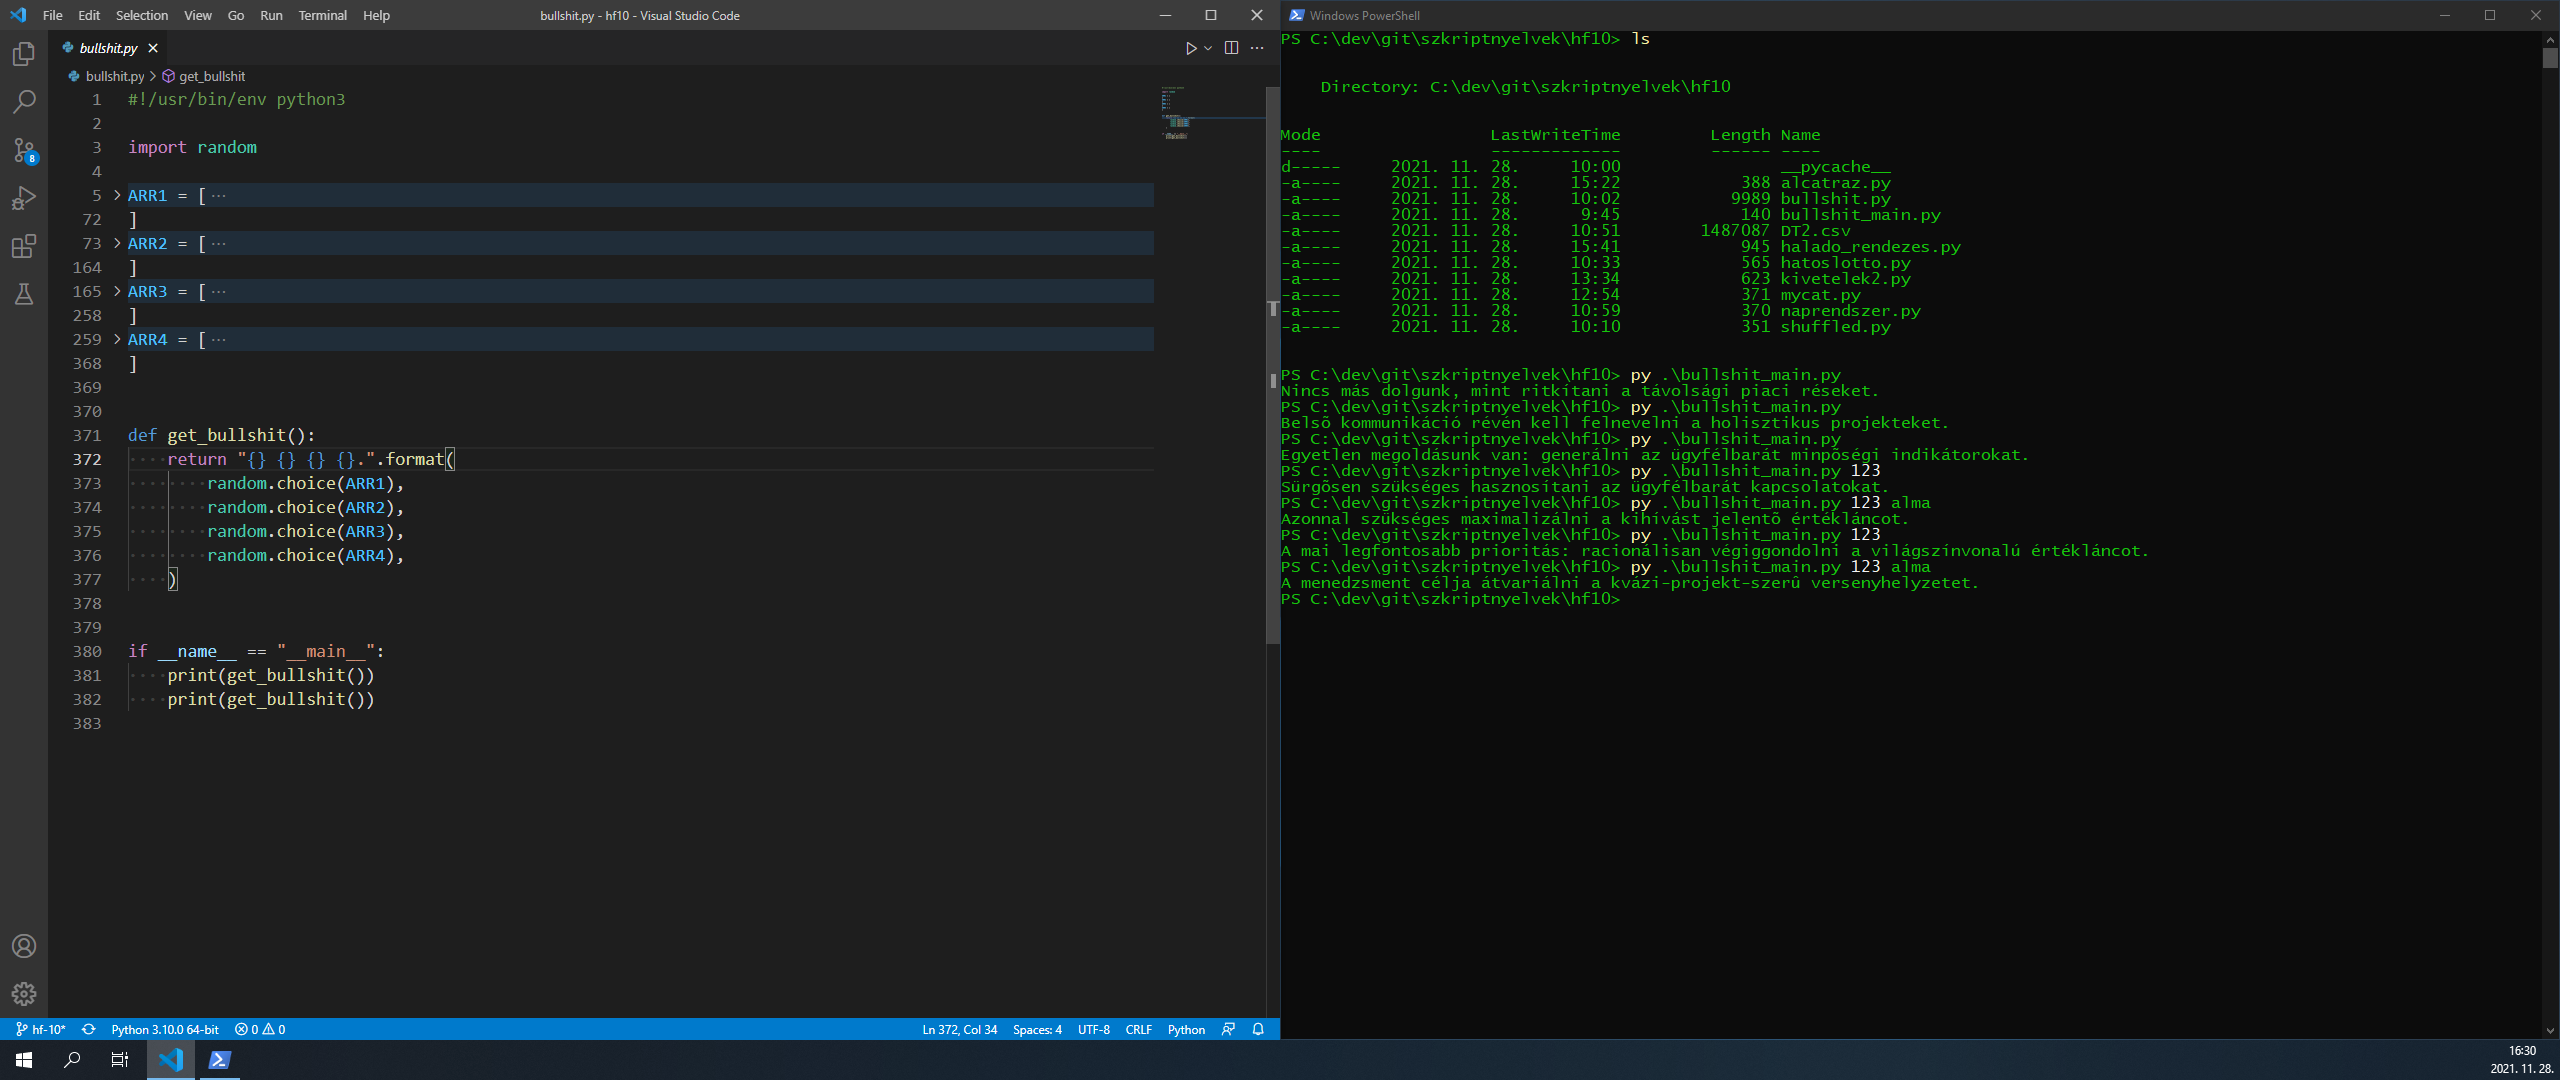 File Edit Selection View Go Run Terminal Help
bullshit.py - hf10 - Visual Studio Code
bullshit.py
bullshit.py > get_bullshit
1 #!/usr/bin/env python3
2
3 import random
4
5 ARR1 = [ ···
72 ]
73 ARR2 = [ ···
164 ]
165 ARR3 = [ ···
258 ]
259 ARR4 = [ ···
368 ]
369
370
371 def get_bullshit():
372 return "{} {} {} {}.".format(
373 random.choice(ARR1),
374 random.choice(ARR2),
375 random.choice(ARR3),
376 random.choice(ARR4),
377 )
378
379
380 if __name__ == "__main__":
381 print(get_bullshit())
382 print(get_bullshit())
383
8
hf-10* Python 3.10.0 64-bit 0 0 Ln 372, Col 34 Spaces: 4 UTF-8 CRLF Python
Windows PowerShell
PS C:\dev\git\szkriptnyelvek\hf10> ls
Directory: C:\dev\git\szkriptnyelvek\hf10
Mode LastWriteTime Length Name
---- ------------- ------ ----
d----- 2021. 11. 28. 10:00 __pycache__
-a---- 2021. 11. 28. 15:22 388 alcatraz.py
-a---- 2021. 11. 28. 10:02 9989 bullshit.py
-a---- 2021. 11. 28. 9:45 140 bullshit_main.py
-a---- 2021. 11. 28. 10:51 1487087 DT2.csv
-a---- 2021. 11. 28. 15:41 945 halado_rendezes.py
-a---- 2021. 11. 28. 10:33 565 hatoslotto.py
-a---- 2021. 11. 28. 13:34 623 kivetelek2.py
-a---- 2021. 11. 28. 12:54 371 mycat.py
-a---- 2021. 11. 28. 10:59 370 naprendszer.py
-a---- 2021. 11. 28. 10:10 351 shuffled.py
PS C:\dev\git\szkriptnyelvek\hf10> py .\bullshit_main.py
Nincs más dolgunk, mint ritkítani a távolsági piaci réseket.
PS C:\dev\git\szkriptnyelvek\hf10> py .\bullshit_main.py
Belsõ kommunikáció révén kell felnevelni a holisztikus projekteket.
PS C:\dev\git\szkriptnyelvek\hf10> py .\bullshit_main.py
Egyetlen megoldásunk van: generálni az ügyfélbarát minpõségi indikátorokat.
PS C:\dev\git\szkriptnyelvek\hf10> py .\bullshit_main.py 123
Sürgõsen szükséges hasznosítani az ügyfélbarát kapcsolatokat.
PS C:\dev\git\szkriptnyelvek\hf10> py .\bullshit_main.py 123 alma
Azonnal szükséges maximalizálni a kihívást jelentõ értékláncot.
PS C:\dev\git\szkriptnyelvek\hf10> py .\bullshit_main.py 123
A mai legfontosabb prioritás: racionálisan végiggondolni a világszínvonalú értékláncot.
PS C:\dev\git\szkriptnyelvek\hf10> py .\bullshit_main.py 123 alma
A menedzsment célja átvariálni a kvázi-projekt-szerû versenyhelyzetet.
PS C:\dev\git\szkriptnyelvek\hf10>
16:30
2021. 11. 28.